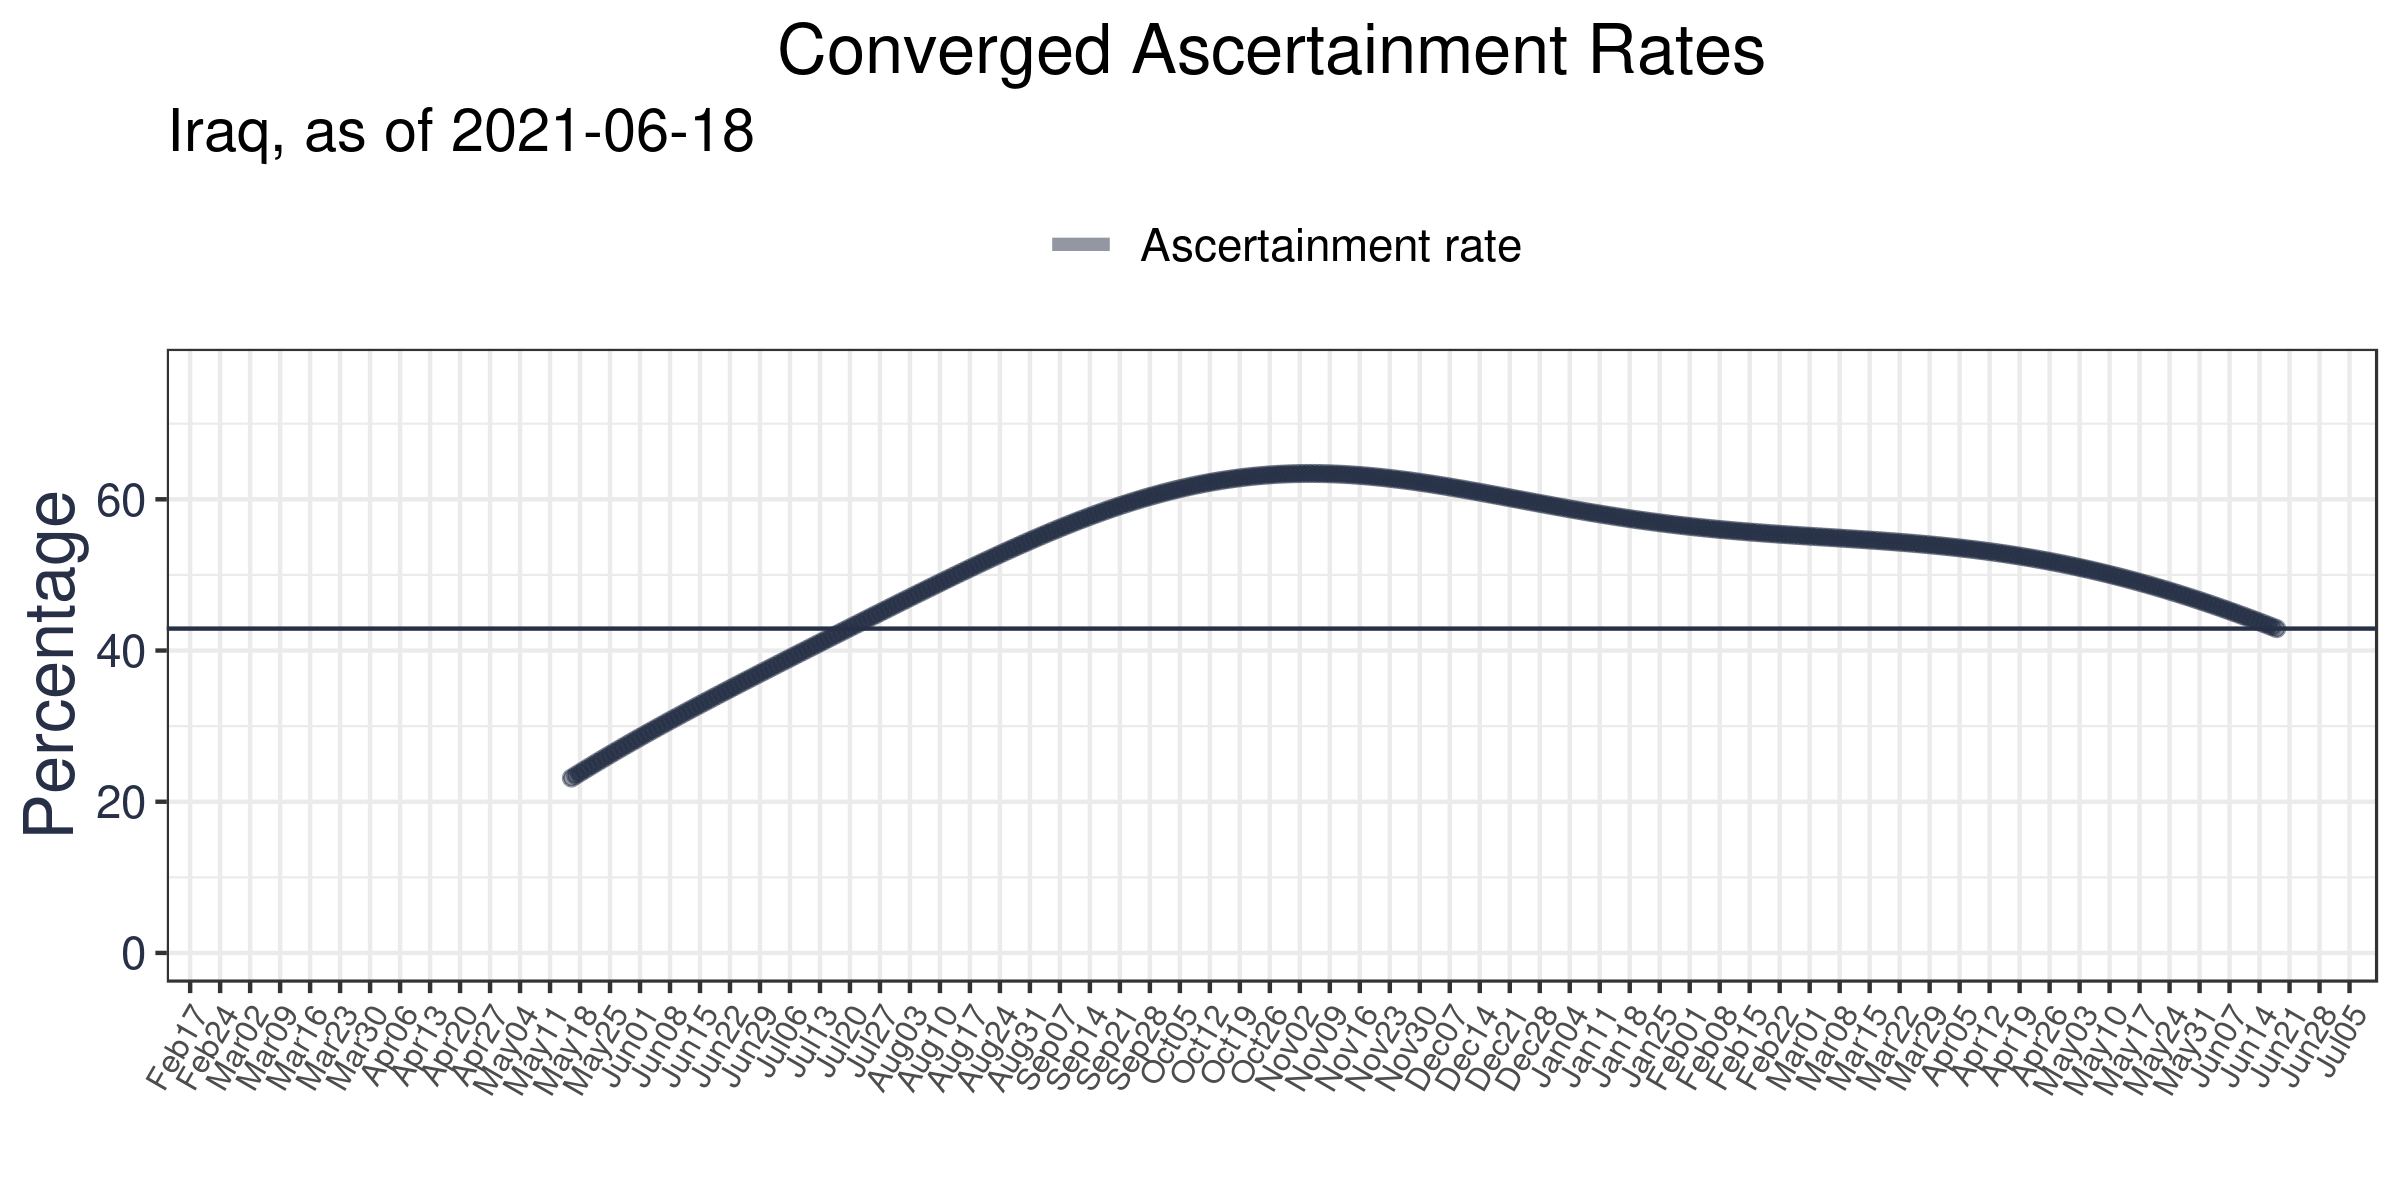 Converged Ascertainment Rates
Iraq, as of 2021-06-18
Ascertainment rate
Percentage
60
40
20
0
Feb17
Feb24
Mar02
Mar09
Mar16
Mar23
Mar30
Apr06
Apr13
Apr20
Apr27
May04
May11
May18
May25
Jun01
Jun08
Jun15
Jun22
Jun29
Jul06
Jul13
Jul20
Jul27
Aug03
Aug10
Aug17
Aug24
Aug31
Sep07
Sep14
Sep21
Sep28
Oct05
Oct12
Oct19
Oct26
Nov02
Nov09
Nov16
Nov23
Nov30
Dec07
Dec14
Dec21
Dec28
Jan04
Jan11
Jan18
Jan25
Feb01
Feb08
Feb15
Feb22
Mar01
Mar08
Mar15
Mar22
Mar29
Apr05
Apr12
Apr19
Apr26
May03
May10
May17
May24
May31
Jun07
Jun14
Jun21
Jun28
Jul05